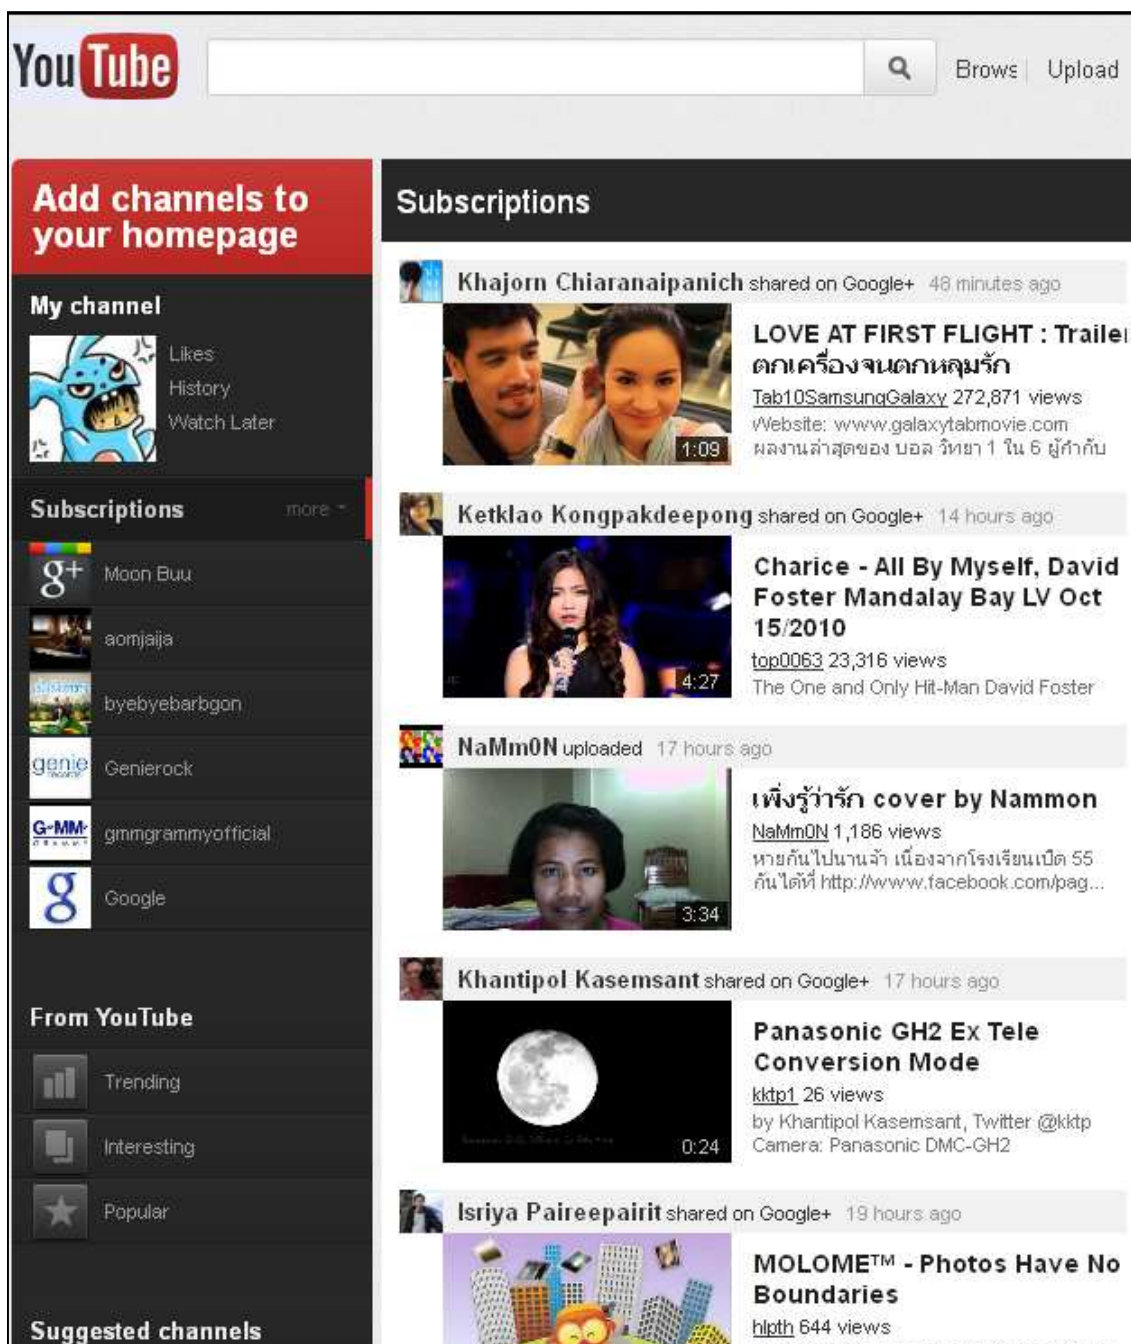 YouTube
Brows
Upload
Add channels to
your homepage
My channel
Likes
History
Watch Later
Subscriptions more
g+ Moon Buu
aomjaija
byebyebarbgon
genie Genierock
G-MM gmmgrammyofficial
g Google
From YouTube
Trending
Interesting
Popular
Suggested channels
Subscriptions
Khajorn Chiaranaipanich shared on Google+ 48 minutes ago
1:09
LOVE AT FIRST FLIGHT : Trailer
ตกเครื่องจนตกหลุมรัก
Tab10SamsungGalaxy 272,871 views
Website: www.galaxytabmovie.com
ผลงานล่าสุดของ บอล วิทยา 1 ใน 6 ผู้กำกับ
Ketklao Kongpakdeepong shared on Google+ 14 hours ago
4:27
Charice - All By Myself, David
Foster Mandalay Bay LV Oct
15/2010
top0063 23,316 views
The One and Only Hit-Man David Foster
NaMm0N uploaded 17 hours ago
3:34
เพิ่งรู้ว่ารัก cover by Nammon
NaMm0N 1,186 views
หายกันไปนานจ้า เนื่องจากโรงเรียนเปิด 55
กันได้ที่ http://www.facebook.com/pag...
Khantipol Kasemsant shared on Google+ 17 hours ago
0:24
Panasonic GH2 Ex Tele
Conversion Mode
kktp1 26 views
by Khantipol Kasemsant, Twitter @kktp
Camera: Panasonic DMC-GH2
Isriya Paireepairit shared on Google+ 19 hours ago
MOLOME™ - Photos Have No
Boundaries
hlpth 644 views